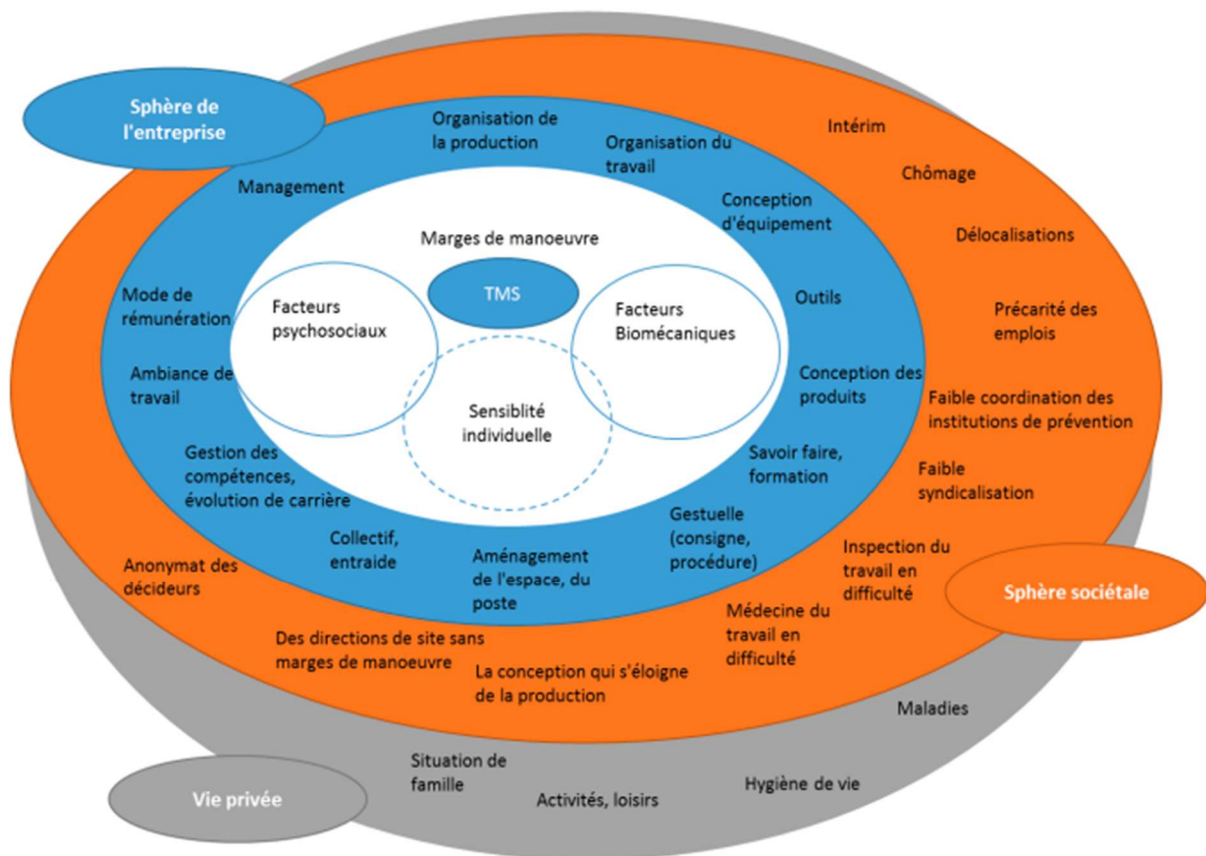 Sphère de
l'entreprise
Organisation de
la production
Organisation du
travail
Intérim
Chômage
Management
Conception
d'équipement
Délocalisations
Marges de manoeuvre
TMS
Mode de
rémunération
Facteurs
psychosociaux
Facteurs
Biomécaniques
Outils
Précarité des
emplois
Ambiance de
travail
Sensiblité
individuelle
Conception des
produits
Faible coordination des
institutions de prévention
Gestion des
compétences,
évolution de carrière
Savoir faire,
formation
Faible
syndicalisation
Collectif,
entraide
Aménagement
de l'espace, du
poste
Gestuelle
(consigne,
procédure)
Inspection du
travail en
difficulté
Anonymat des
décideurs
Sphère sociétale
Des directions de site sans
marges de manoeuvre
La conception qui s'éloigne
de la production
Médecine du
travail en
difficulté
Maladies
Situation de
famille
Activités, loisirs
Hygiène de vie
Vie privée